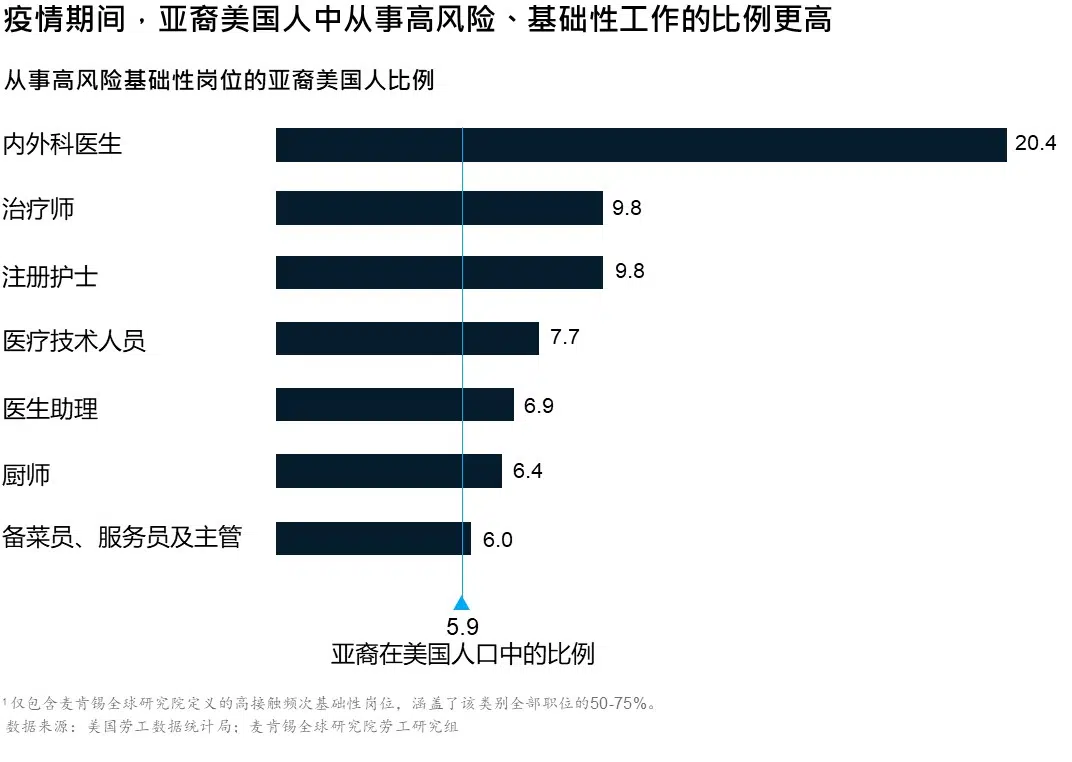 疫情期间，亚裔美国人中从事高风险、基础性工作的比例更高
从事高风险基础性岗位的亚裔美国人比例
内外科医生 20.4
治疗师 9.8
注册护士 9.8
医疗技术人员 7.7
医生助理 6.9
厨师 6.4
备菜员、服务员及主管 6.0
5.9
亚裔在美国人口中的比例
¹仅包含麦肯锡全球研究院定义的高接触频次基础性岗位，涵盖了该类别全部职位的50-75%。
数据来源：美国劳工数据统计局；麦肯锡全球研究院劳工研究组